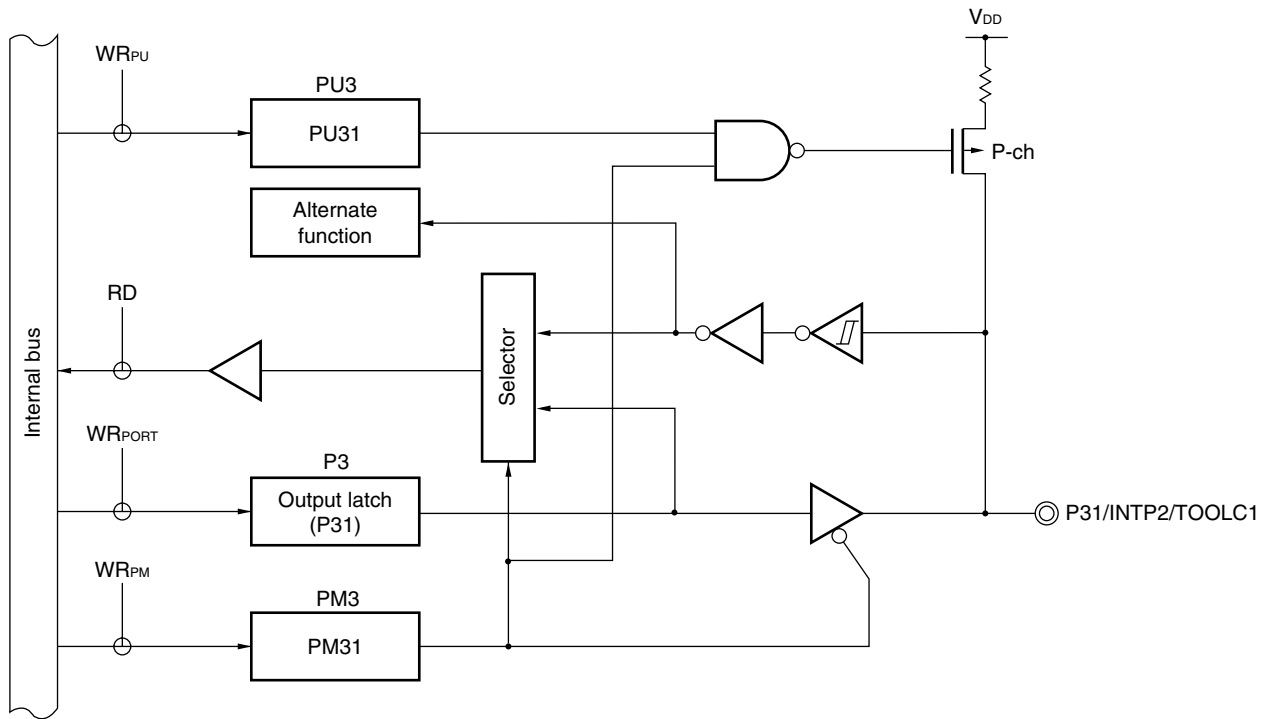 VDD
WRPU
PU3
PU31
P-ch
Alternate
function
RD
Selector
Internal bus
WRPORT
P3
Output latch
(P31)
P31/INTP2/TOOLC1
WRPM
PM3
PM31